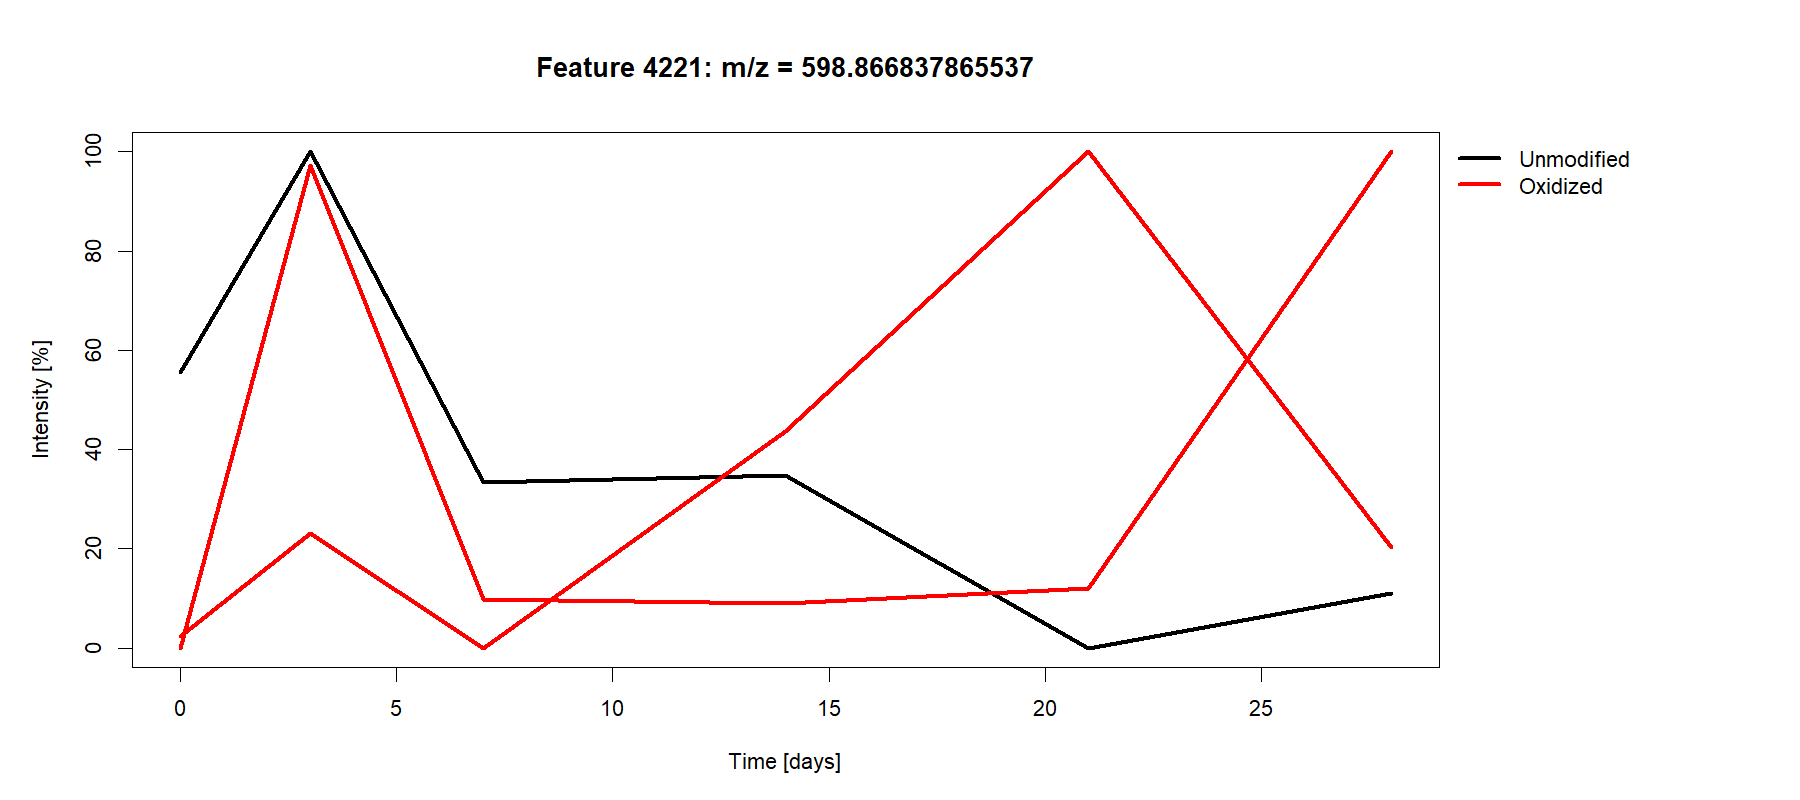 Feature 4221: m/z = 598.866837865537
Unmodified
Oxidized
Intensity [%]
100
80
60
40
20
0
0 5 10 15 20 25
Time [days]